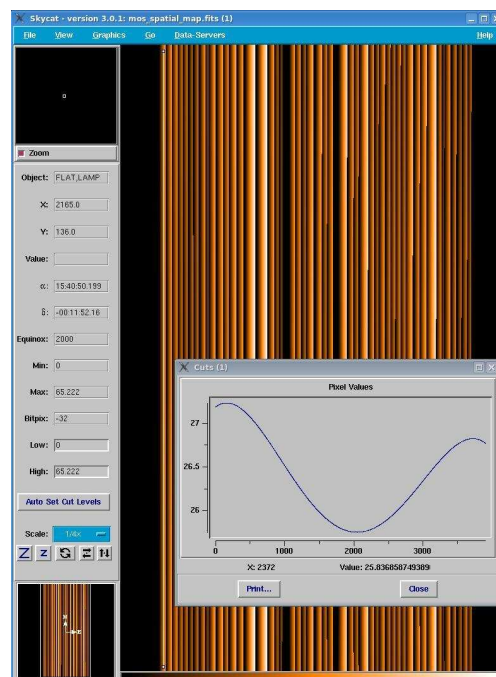 Skycat - version 3.0.1: mos_spatial_map.fits (1)
File View Graphics Go Data-Servers Help
Zoom
Object: FLAT,LAMP
X: 2165.0
Y: 136.0
Value:
α: 15:40:50.199
δ: -00:11:52.16
Equinox: 2000
Min: 0
Max: 65.222
Bitpix: -32
Low: 0
High: 65.222
Auto Set Cut Levels
Scale: 1/4x
Z z
N
E
Cuts (1)
Pixel Values
27
26.5
26
0 1000 2000 3000
X: 2372 Value: 25.836858749389
Print... Close